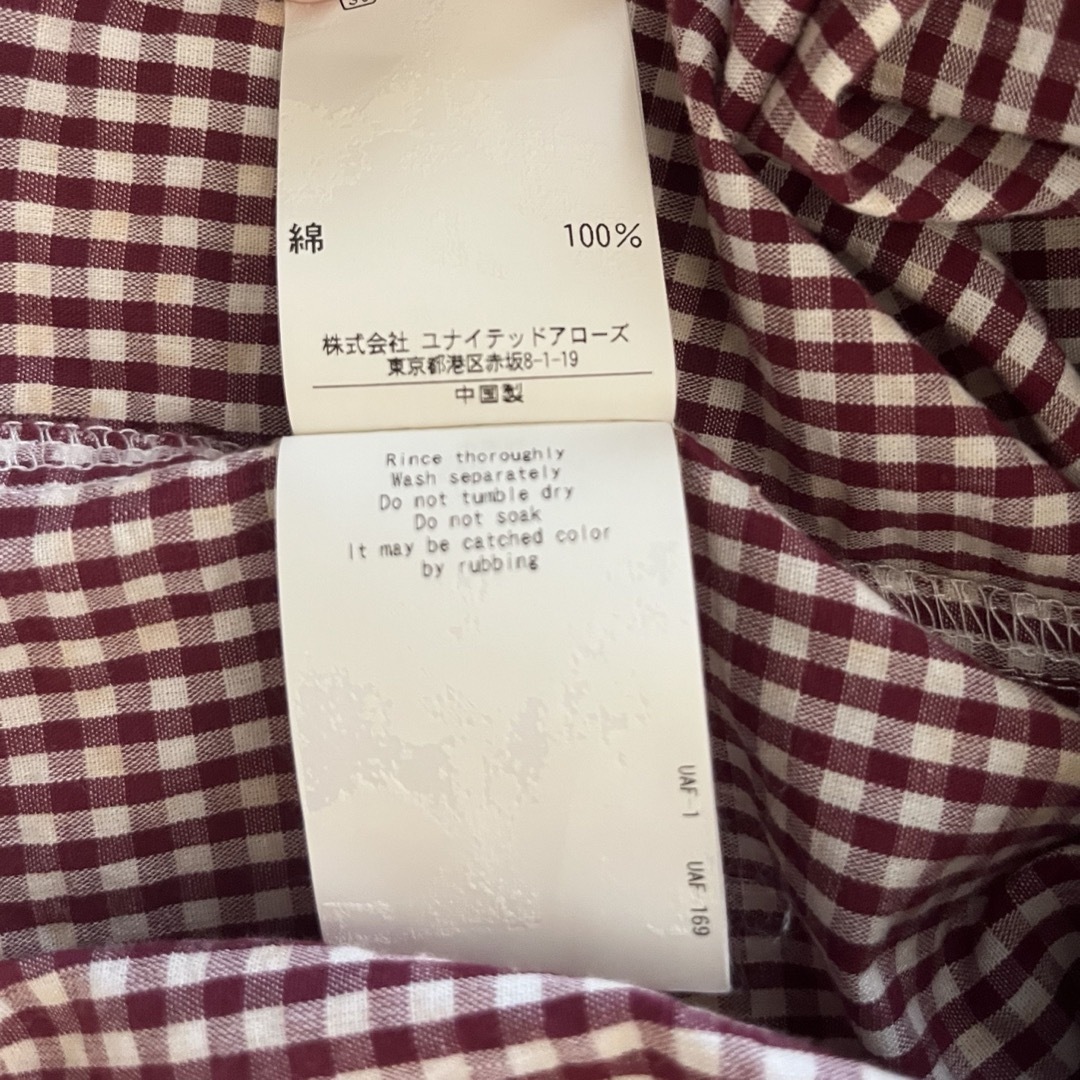 綿 100%
株式会社 ユナイテッドアローズ
東京都港区赤坂8-1-19
中国製
Rince thoroughly
Wash separately
Do not tumble dry
Do not soak
It may be catched color
by rubbing
UAF 1
UAF 169